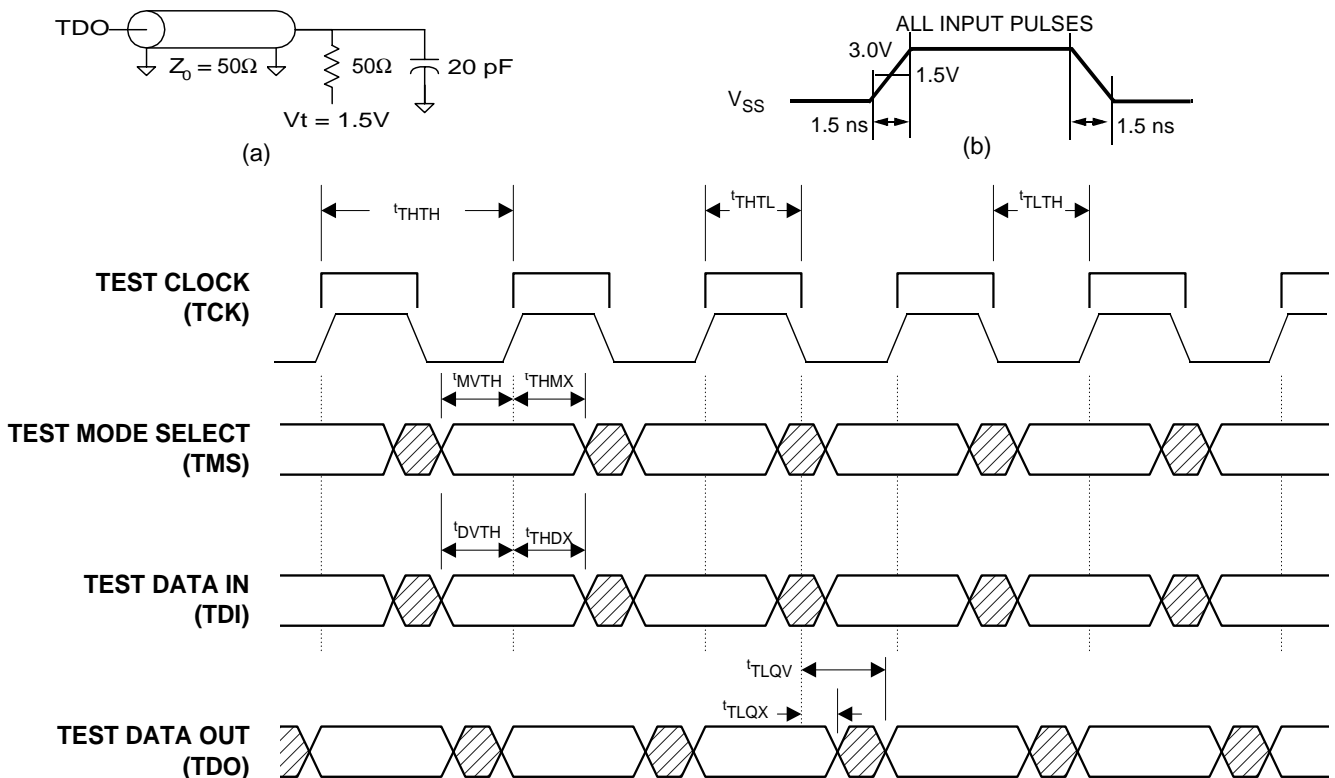 TDO
Z0 = 50Ω
50Ω
20 pF
Vt = 1.5V
(a)
ALL INPUT PULSES
3.0V
1.5V
VSS
1.5 ns
1.5 ns
(b)
tTHTH
tTHTL
tTLTH
TEST CLOCK
(TCK)
tMVTH
tTHMX
TEST MODE SELECT
(TMS)
tDVTH
tTHDX
TEST DATA IN
(TDI)
tTLQV
tTLQX
TEST DATA OUT
(TDO)